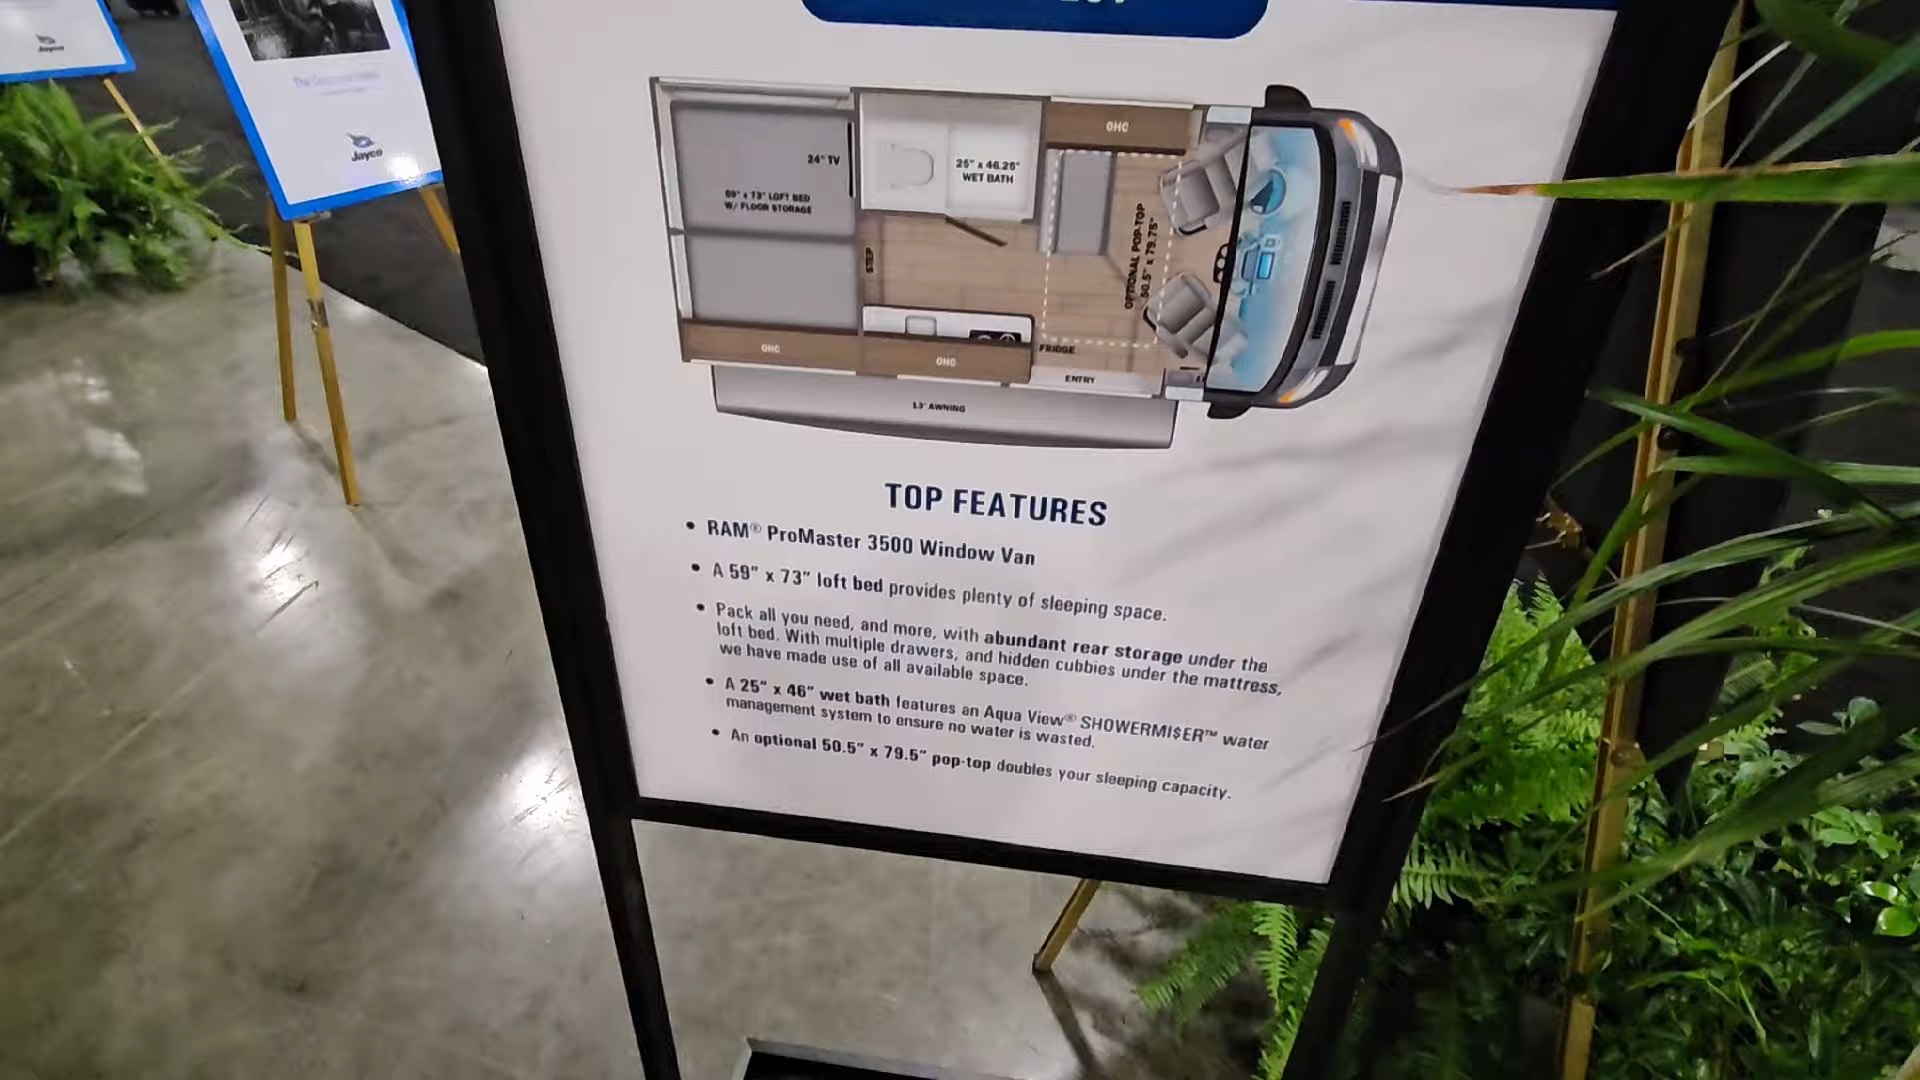 Jayco
Jayco
OHC
24" TV
25" x 46.25"
WET BATH
69" x 73" LOFT BED
W/ FLOOR STORAGE
STEP
OPTIONAL POP-TOP
50.5" x 79.75"
FRIDGE
OHC
OHC
ENTRY
13' AWNING
TOP FEATURES
• RAM® ProMaster 3500 Window Van
• A 59" x 73" loft bed provides plenty of sleeping space.
• Pack all you need, and more, with abundant rear storage under the
loft bed. With multiple drawers, and hidden cubbies under the mattress,
we have made use of all available space.
• A 25" x 46" wet bath features an Aqua View® SHOWERMI$ER™ water
management system to ensure no water is wasted.
• An optional 50.5" x 79.5" pop-top doubles your sleeping capacity.